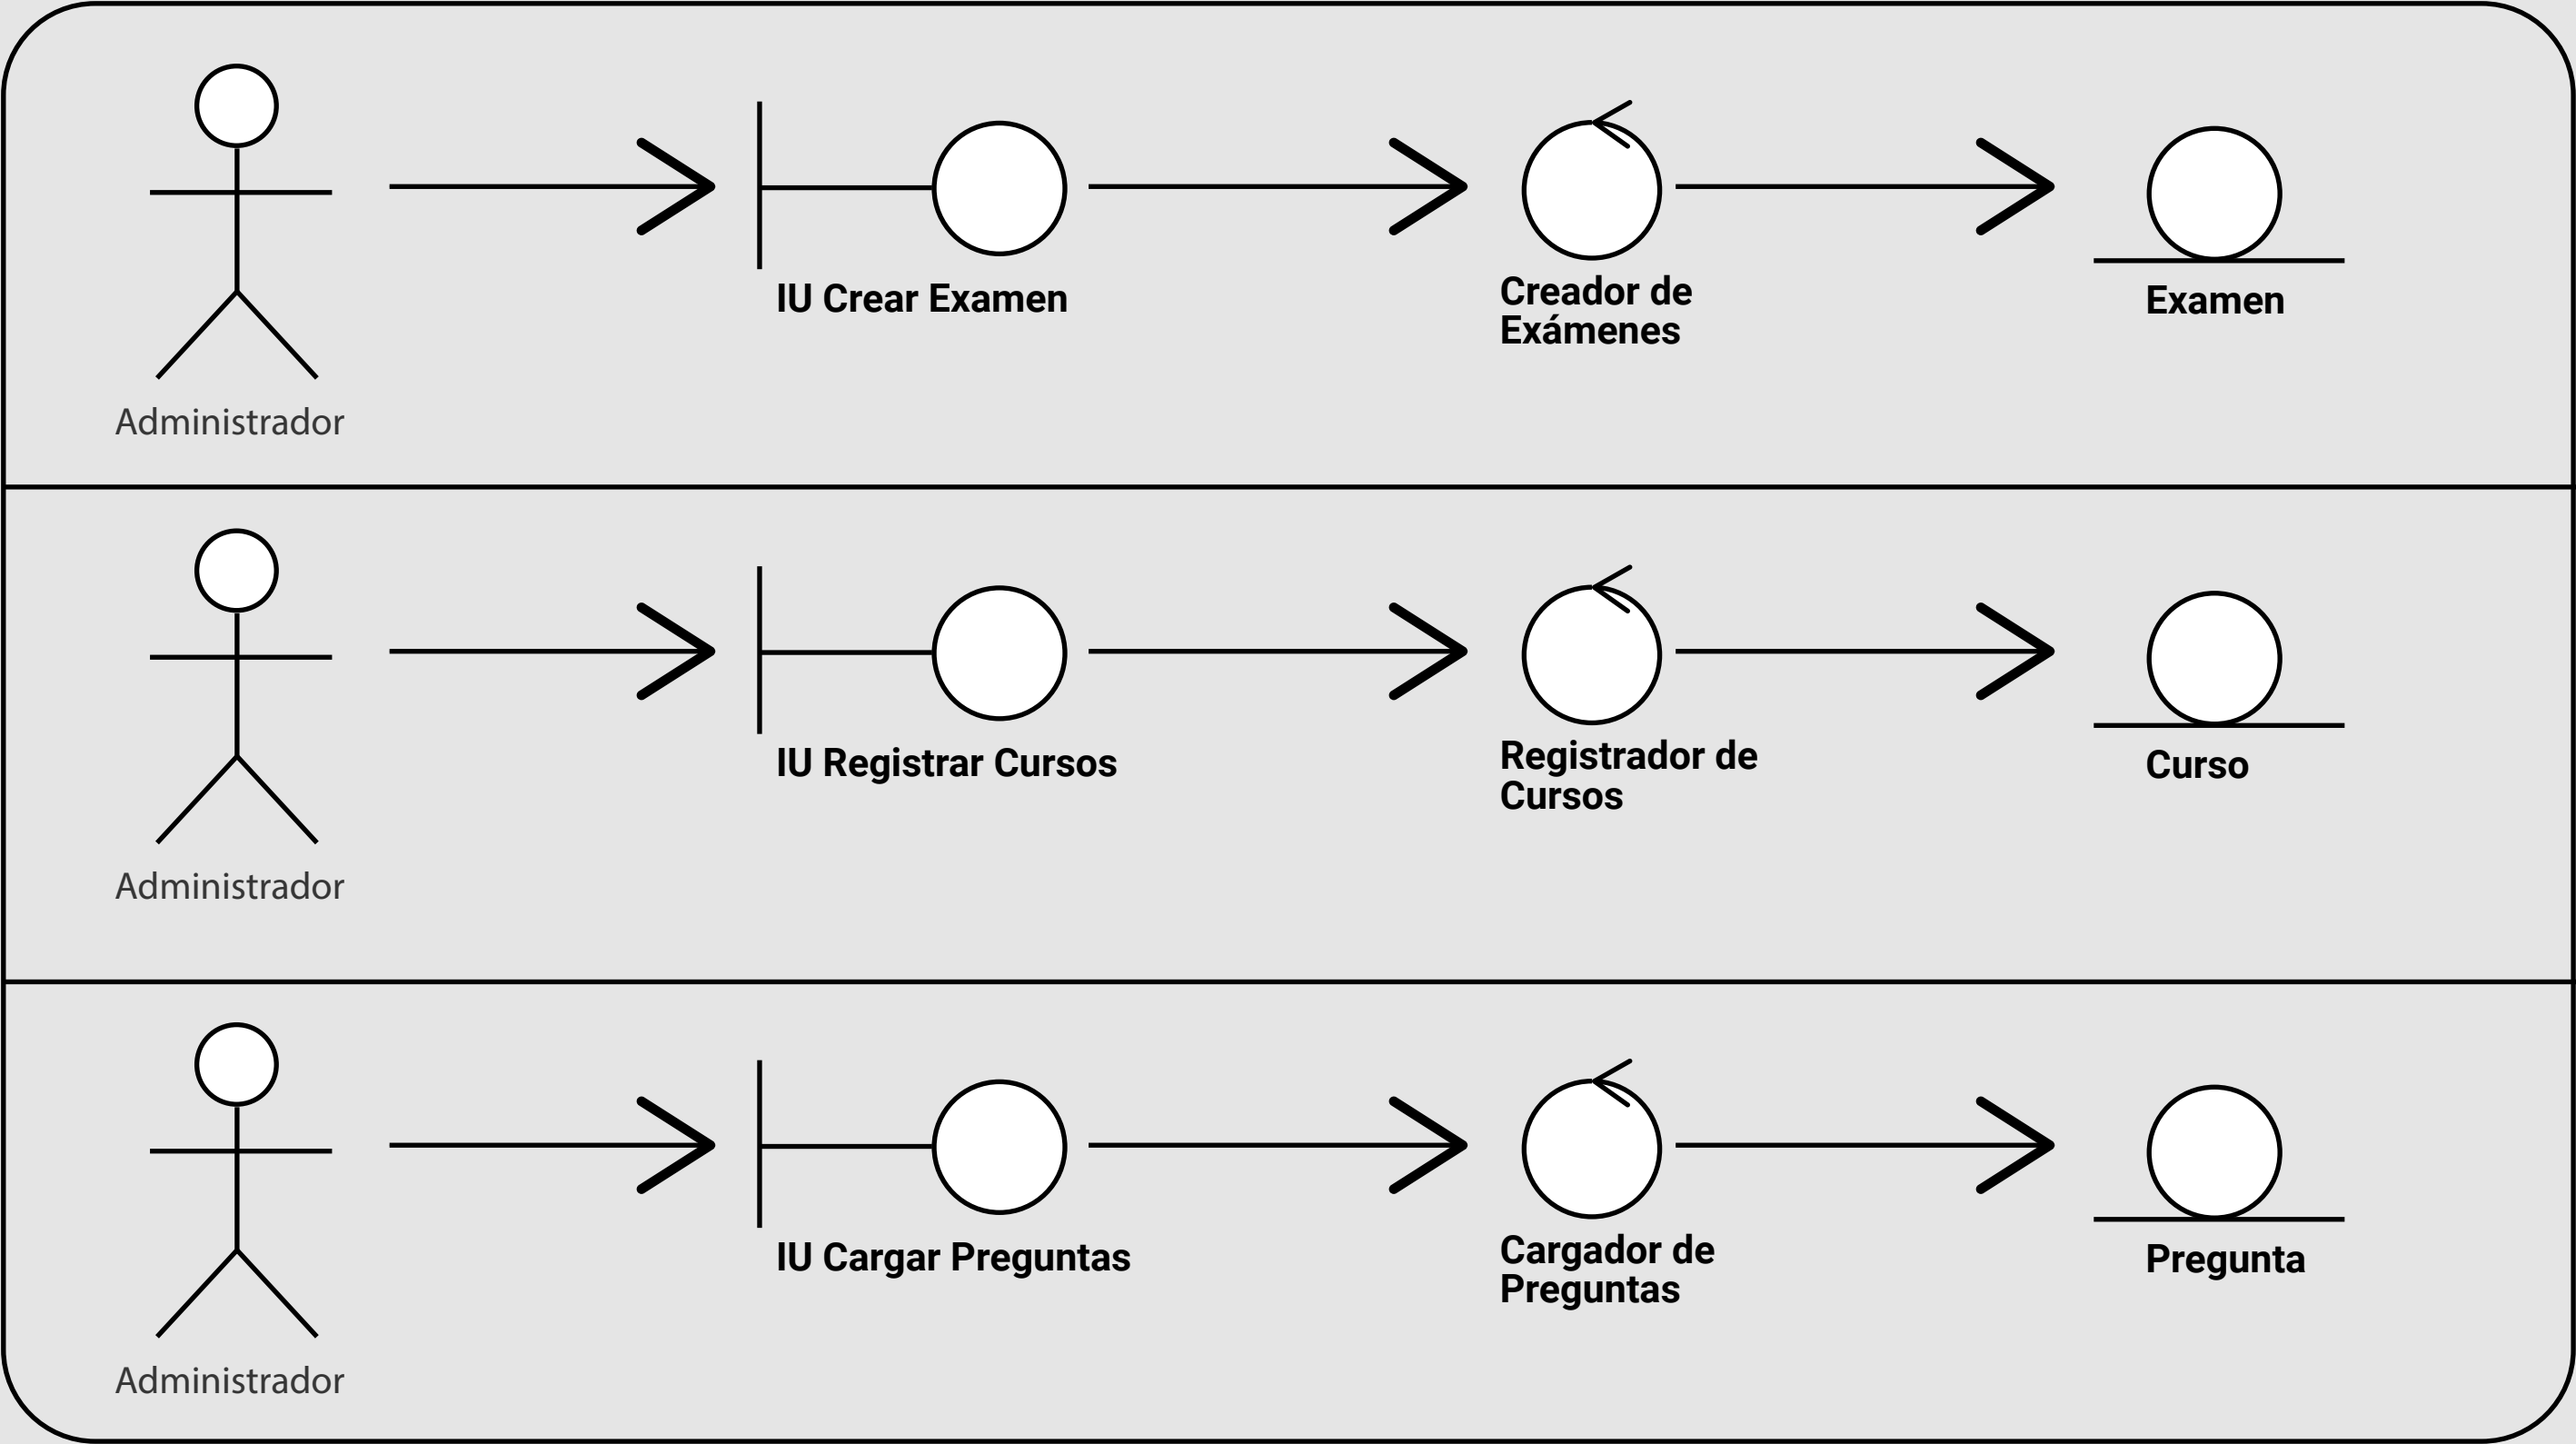 IU Crear Examen
Creador de
Exámenes
Examen
Administrador
IU Registrar Cursos
Registrador de
Cursos
Curso
Administrador
IU Cargar Preguntas
Cargador de
Preguntas
Pregunta
Administrador